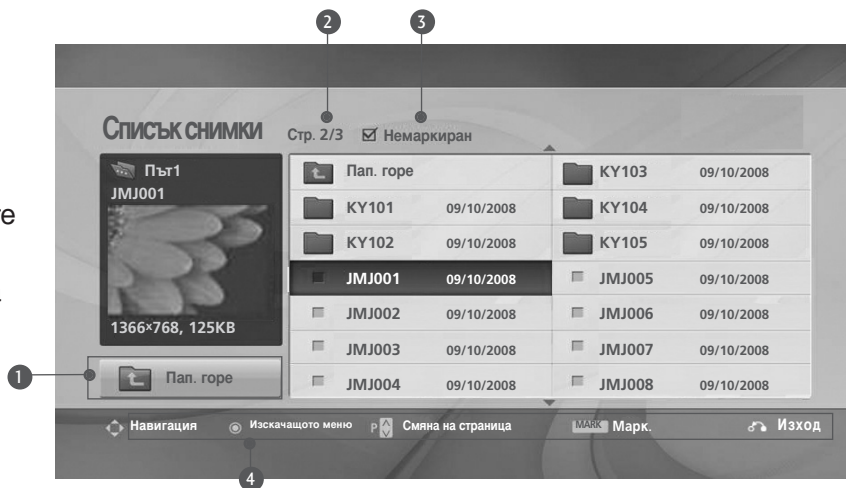 2 3
Списък снимки Стр. 2/3 Немаркиран
Път1
JMJ001
1366×768, 125KB
1 Пап. горе
Пап. горе KY103 09/10/2008
KY101 09/10/2008 KY104 09/10/2008
KY102 09/10/2008 KY105 09/10/2008
JMJ001 09/10/2008 JMJ005 09/10/2008
JMJ002 09/10/2008 JMJ006 09/10/2008
JMJ003 09/10/2008 JMJ007 09/10/2008
JMJ004 09/10/2008 JMJ008 09/10/2008
Навигация Изскачащото меню P Смяна на страница MARK Марк. Изход
4